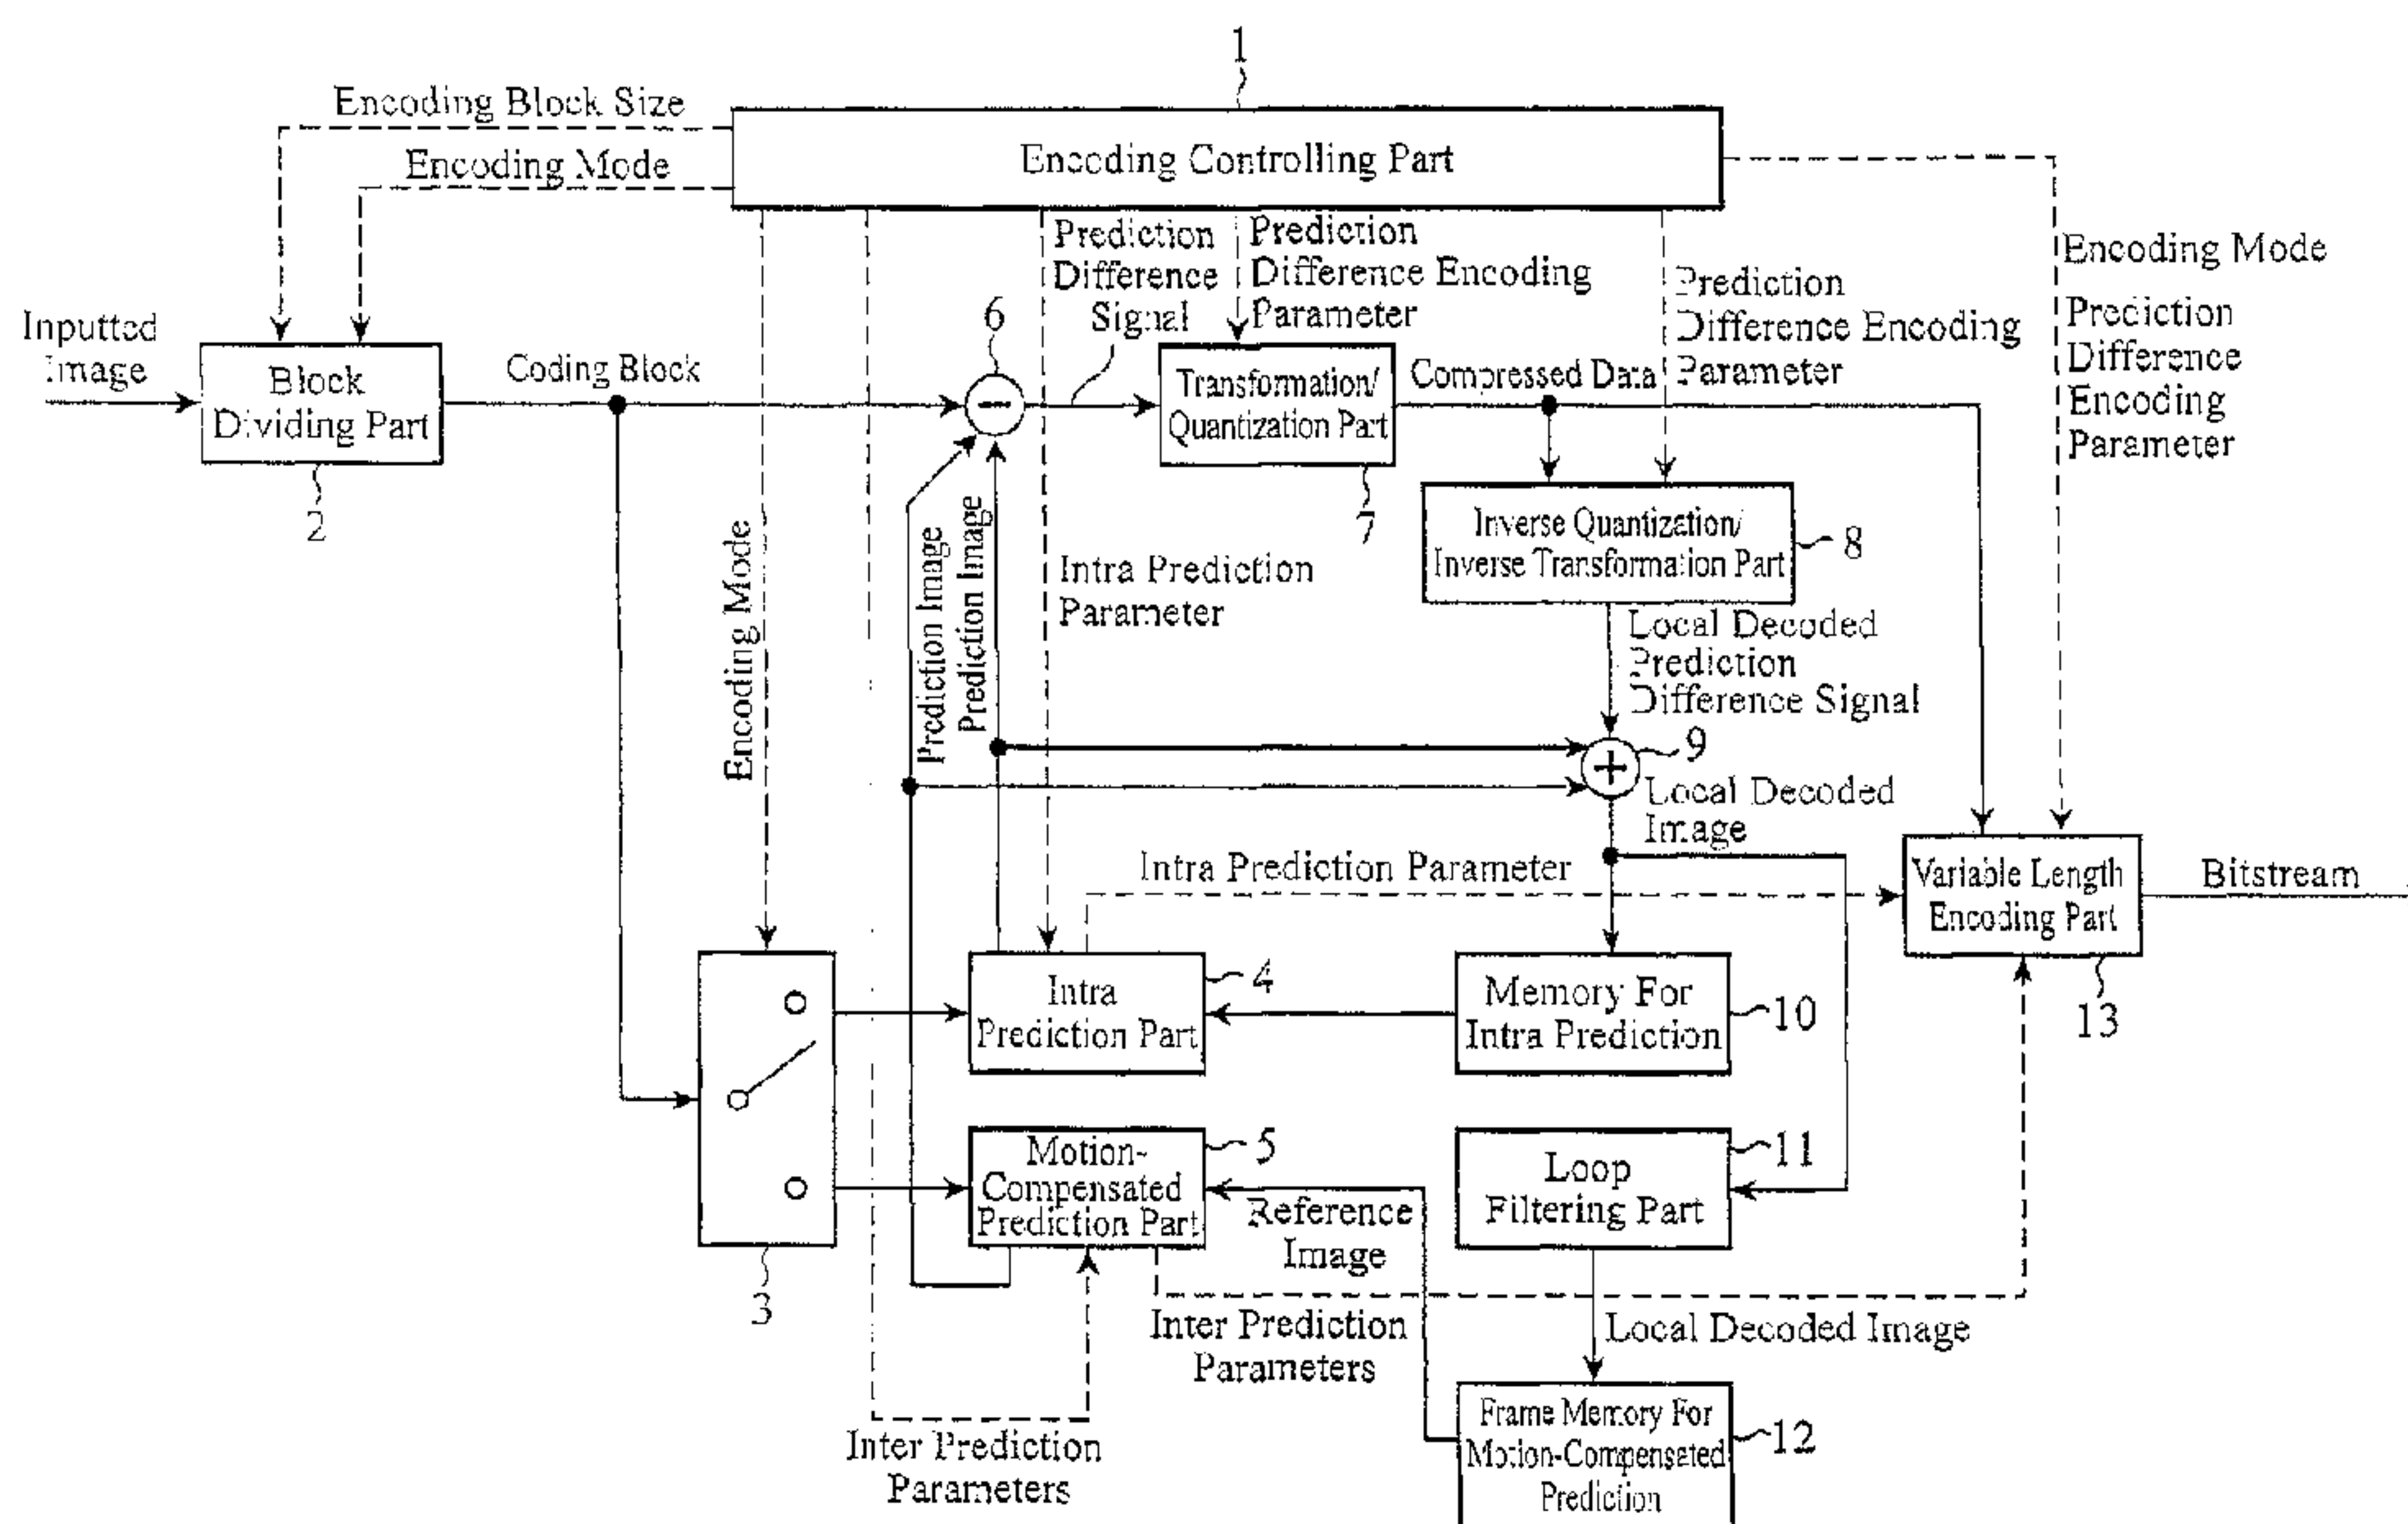 1
Encoding Block Size
Encoding Mode
Encoding Controlling Part
Prediction
Difference
Signal
Prediction
Difference Encoding
Parameter
Prediction
Difference Encoding
Parameter
Encoding Mode
Prediction
Difference
Encoding
Parameter
Inputted
Image
Block
Dividing Part
2
Coding Block
6
Transformation/
Quantization Part
7
Compressed Data
Inverse Quantization/
Inverse Transformation Part
8
Encoding Mode
Prediction Image
Prediction Image
Intra Prediction
Parameter
Local Decoded
Prediction
Difference Signal
9
Local Decoded
Image
Intra Prediction Parameter
Variable Length
Encoding Part
13
Bitstream
3
Intra
Prediction Part
4
Memory For
Intra Prediction
10
Motion-
Compensated
Prediction Part
5
Reference
Image
Loop
Filtering Part
11
Inter Prediction
Parameters
Local Decoded Image
Inter Prediction
Parameters
Frame Memory For
Motion-Compensated
Prediction
12